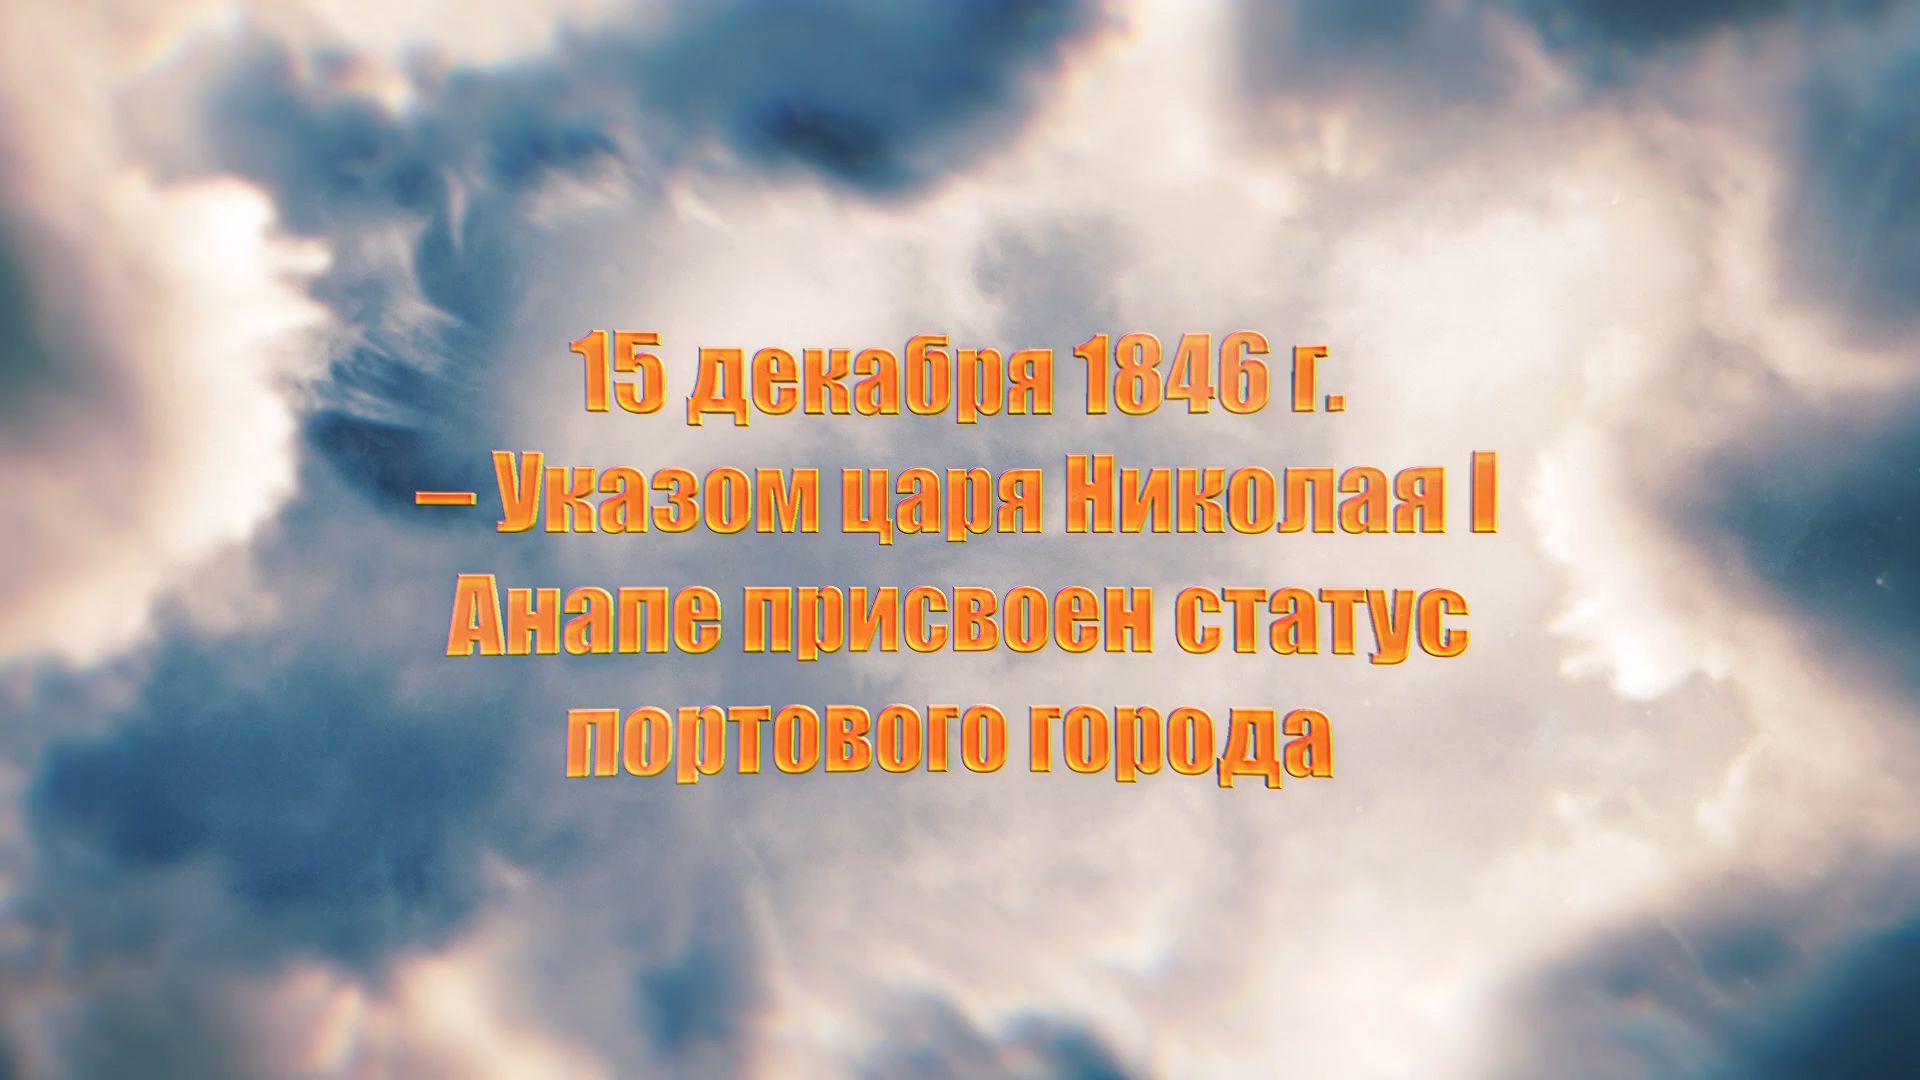 15 декабря 1846 г.
– Указом царя Николая I
Анапе присвоен статус
портового города